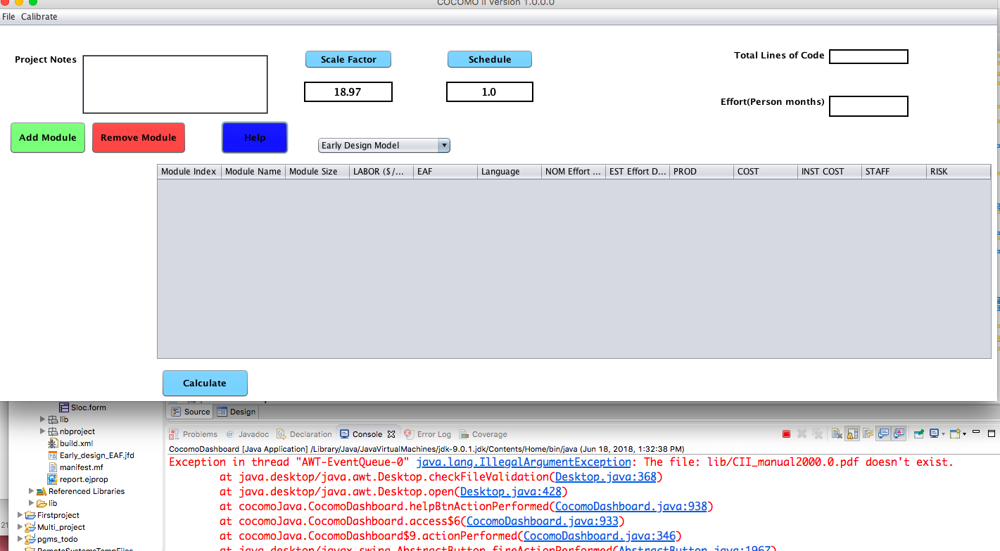 COCOMO II Version 1.0.0.0
File Calibrate
Project Notes
Scale Factor
Schedule
Total Lines of Code
18.97
1.0
Effort(Person months)
Add Module
Remove Module
Help
Early Design Model
Module Index Module Name Module Size LABOR ($/... EAF Language NOM Effort ... EST Effort D... PROD COST INST COST STAFF RISK
Calculate
Sloc.form
lib
nbproject
build.xml
Early_design_EAF.jfd
manifest.mf
report.ejprop
Referenced Libraries
lib
Firstproject
Multi_project
pgms_todo
RemoteSystemsTempFiles
21
Source Design
Problems @ Javadoc Declaration Console Error Log Coverage
CocomoDashboard [Java Application] /Library/Java/JavaVirtualMachines/jdk-9.0.1.jdk/Contents/Home/bin/java (Jun 18, 2018, 1:32:38 PM)
Exception in thread "AWT-EventQueue-0" java.lang.IllegalArgumentException: The file: lib/CII_manual2000.0.pdf doesn't exist.
at java.desktop/java.awt.Desktop.checkFileValidation(Desktop.java:368)
at java.desktop/java.awt.Desktop.open(Desktop.java:428)
at cocomoJava.CocomoDashboard.helpBtnActionPerformed(CocomoDashboard.java:938)
at cocomoJava.CocomoDashboard.access$6(CocomoDashboard.java:933)
at cocomoJava.CocomoDashboard$9.actionPerformed(CocomoDashboard.java:346)
at java.desktop/javax.swing.AbstractButton.fireActionPerformed(AbstractButton.java:1967)